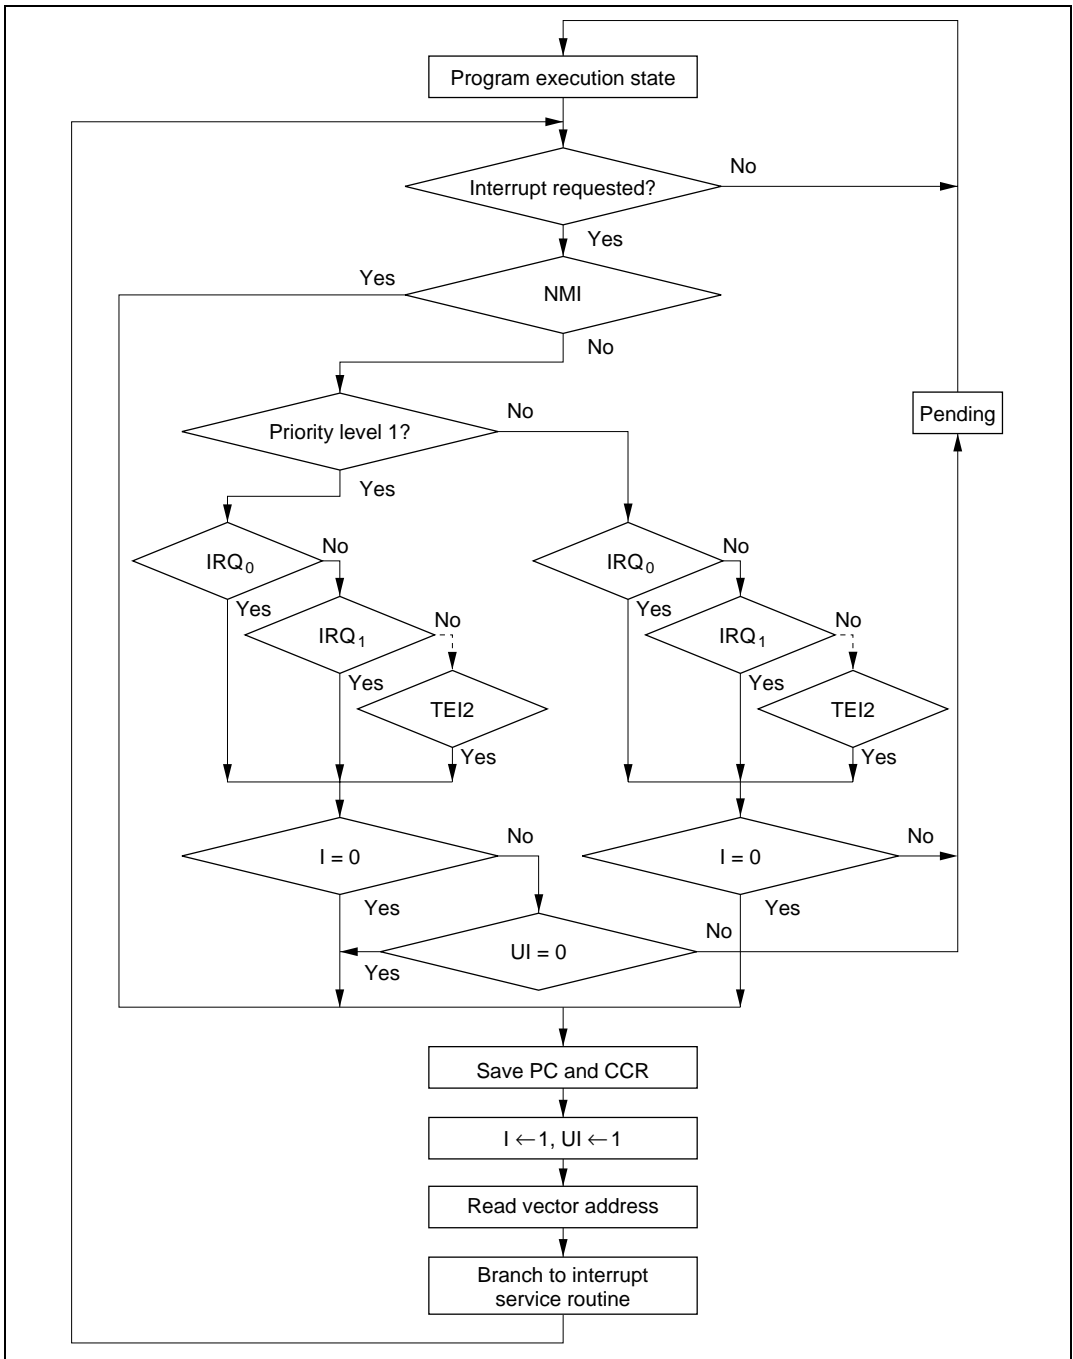 Program execution state
Interrupt requested?
No
Yes
Yes
NMI
No
Pending
Priority level 1?
No
Yes
IRQ0
No
Yes
IRQ1
No
Yes
TEI2
Yes
IRQ0
No
Yes
IRQ1
No
Yes
TEI2
Yes
I = 0
No
Yes
I = 0
No
Yes
UI = 0
No
Yes
Save PC and CCR
I ←1, UI ←1
Read vector address
Branch to interrupt
service routine